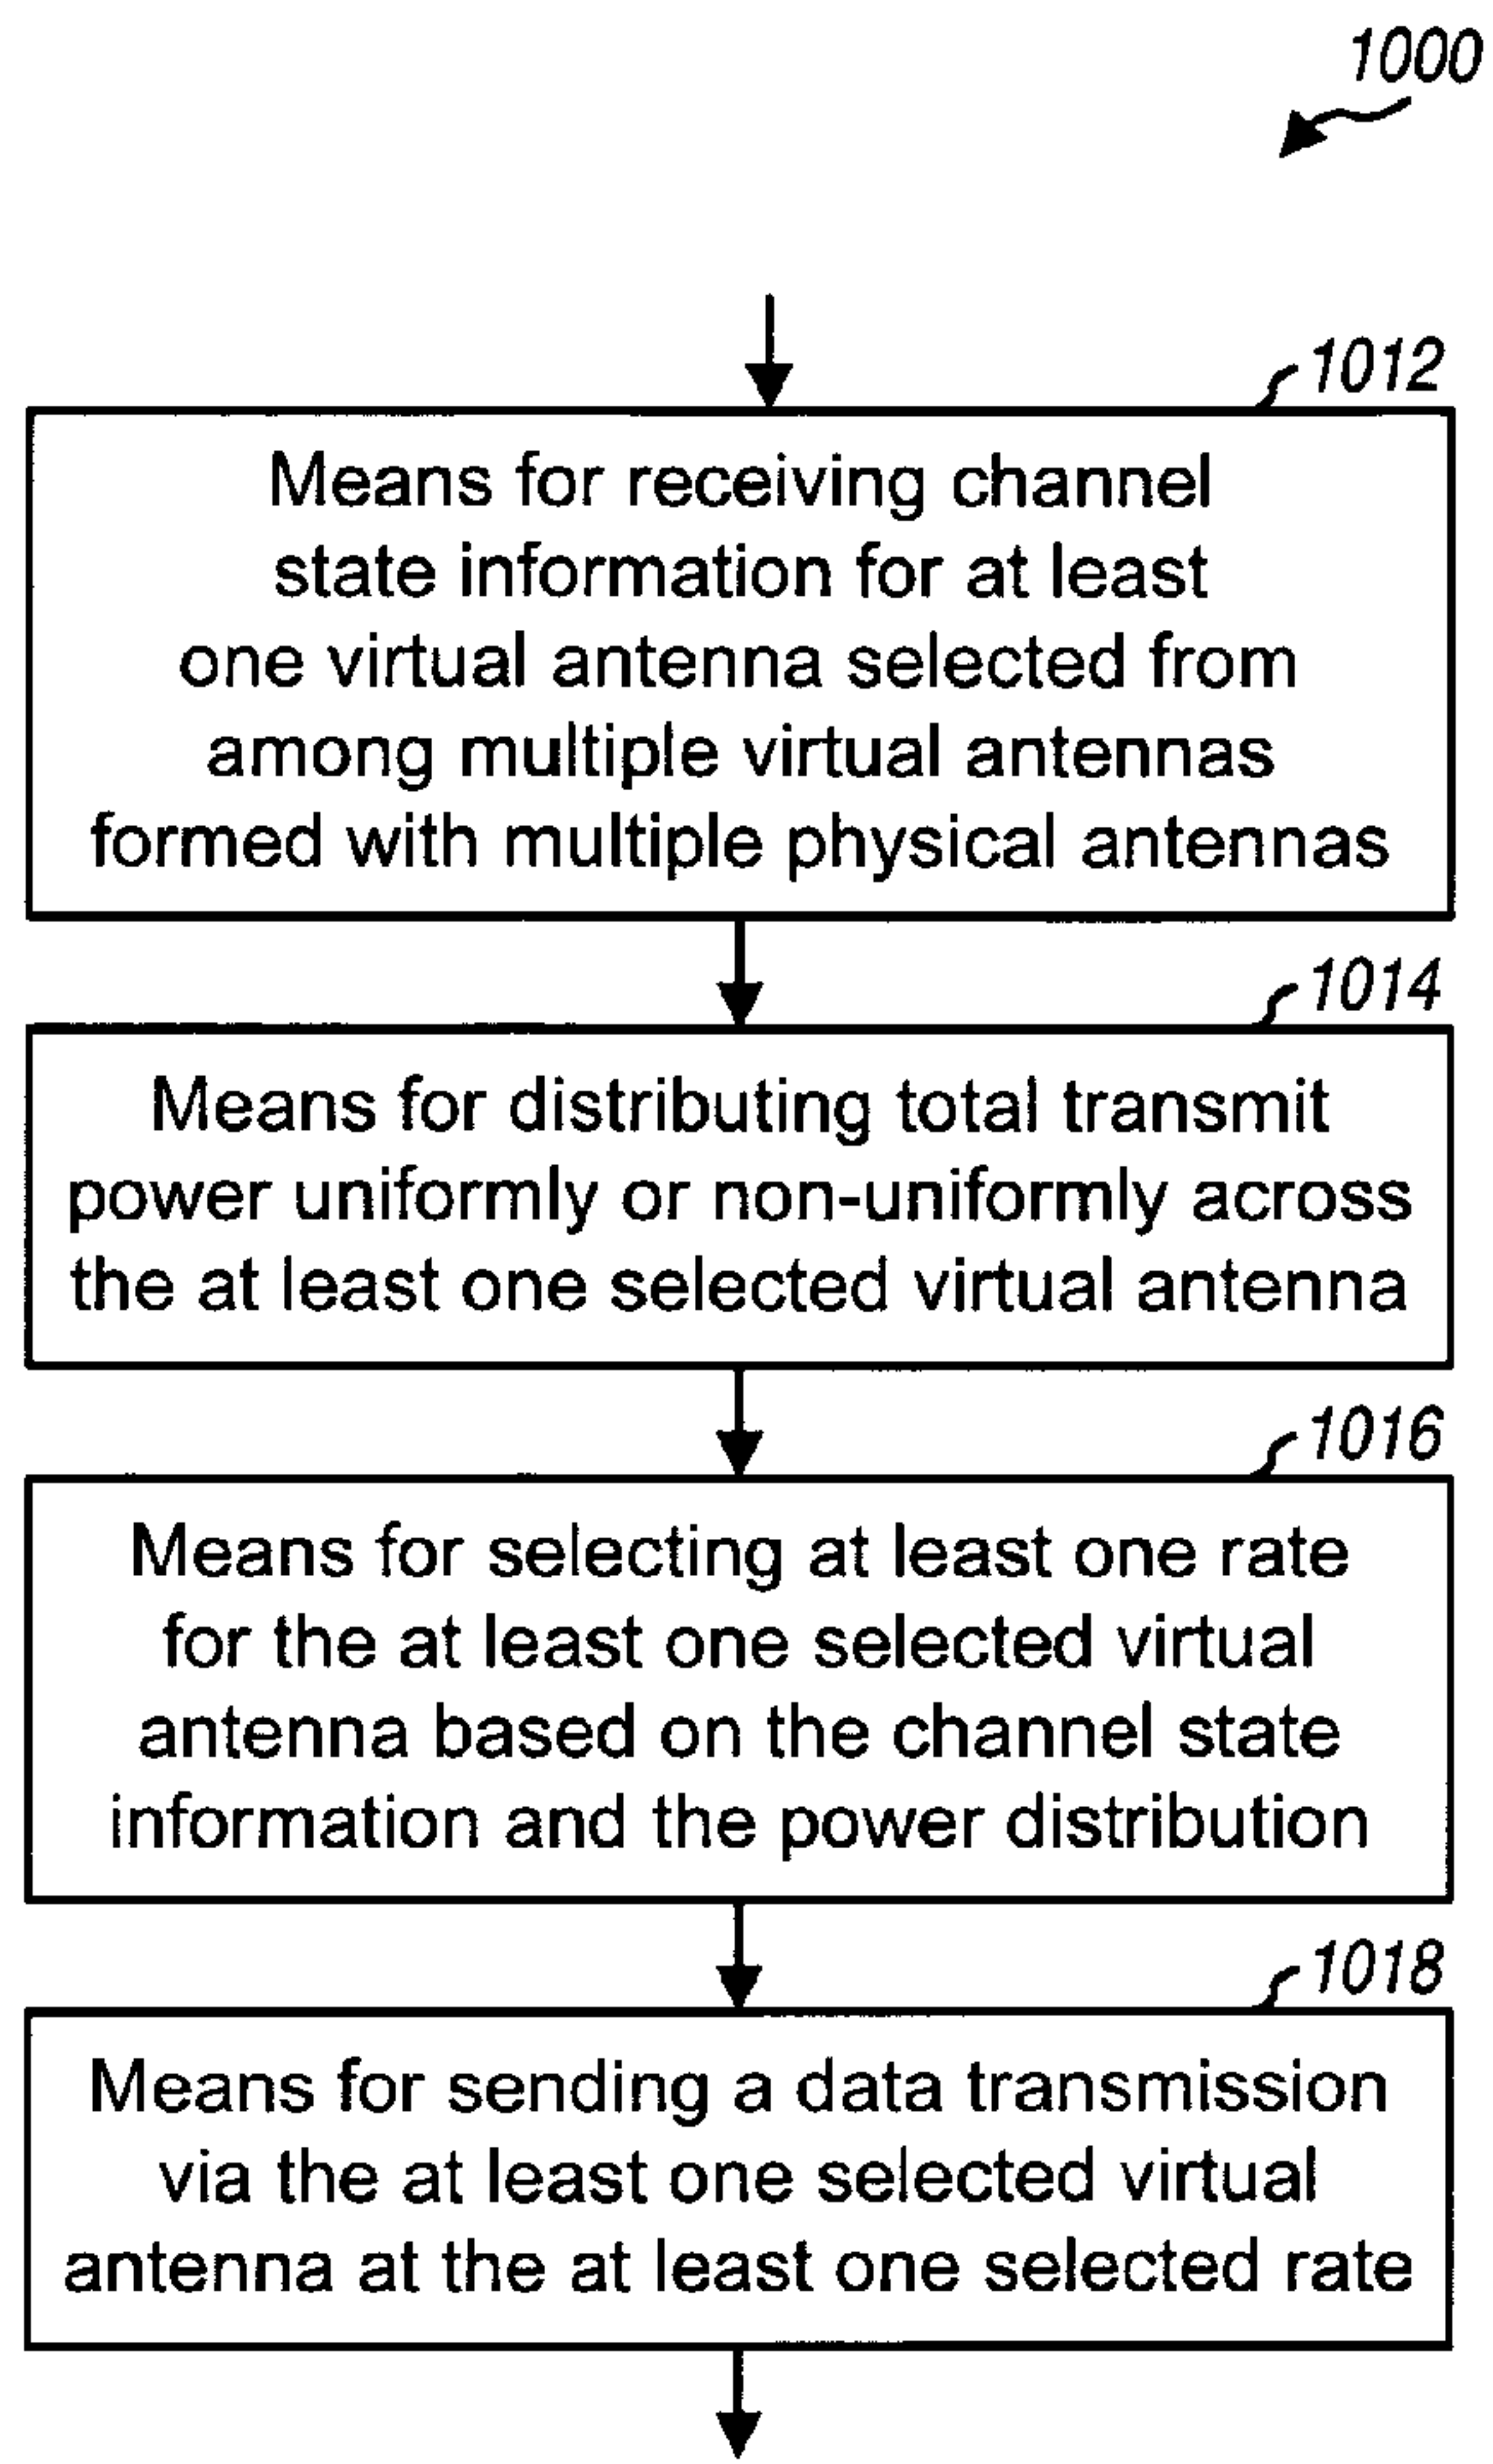 1000
1012
Means for receiving channel
state information for at least
one virtual antenna selected from
among multiple virtual antennas
formed with multiple physical antennas
1014
Means for distributing total transmit
power uniformly or non-uniformly across
the at least one selected virtual antenna
1016
Means for selecting at least one rate
for the at least one selected virtual
antenna based on the channel state
information and the power distribution
1018
Means for sending a data transmission
via the at least one selected virtual
antenna at the at least one selected rate